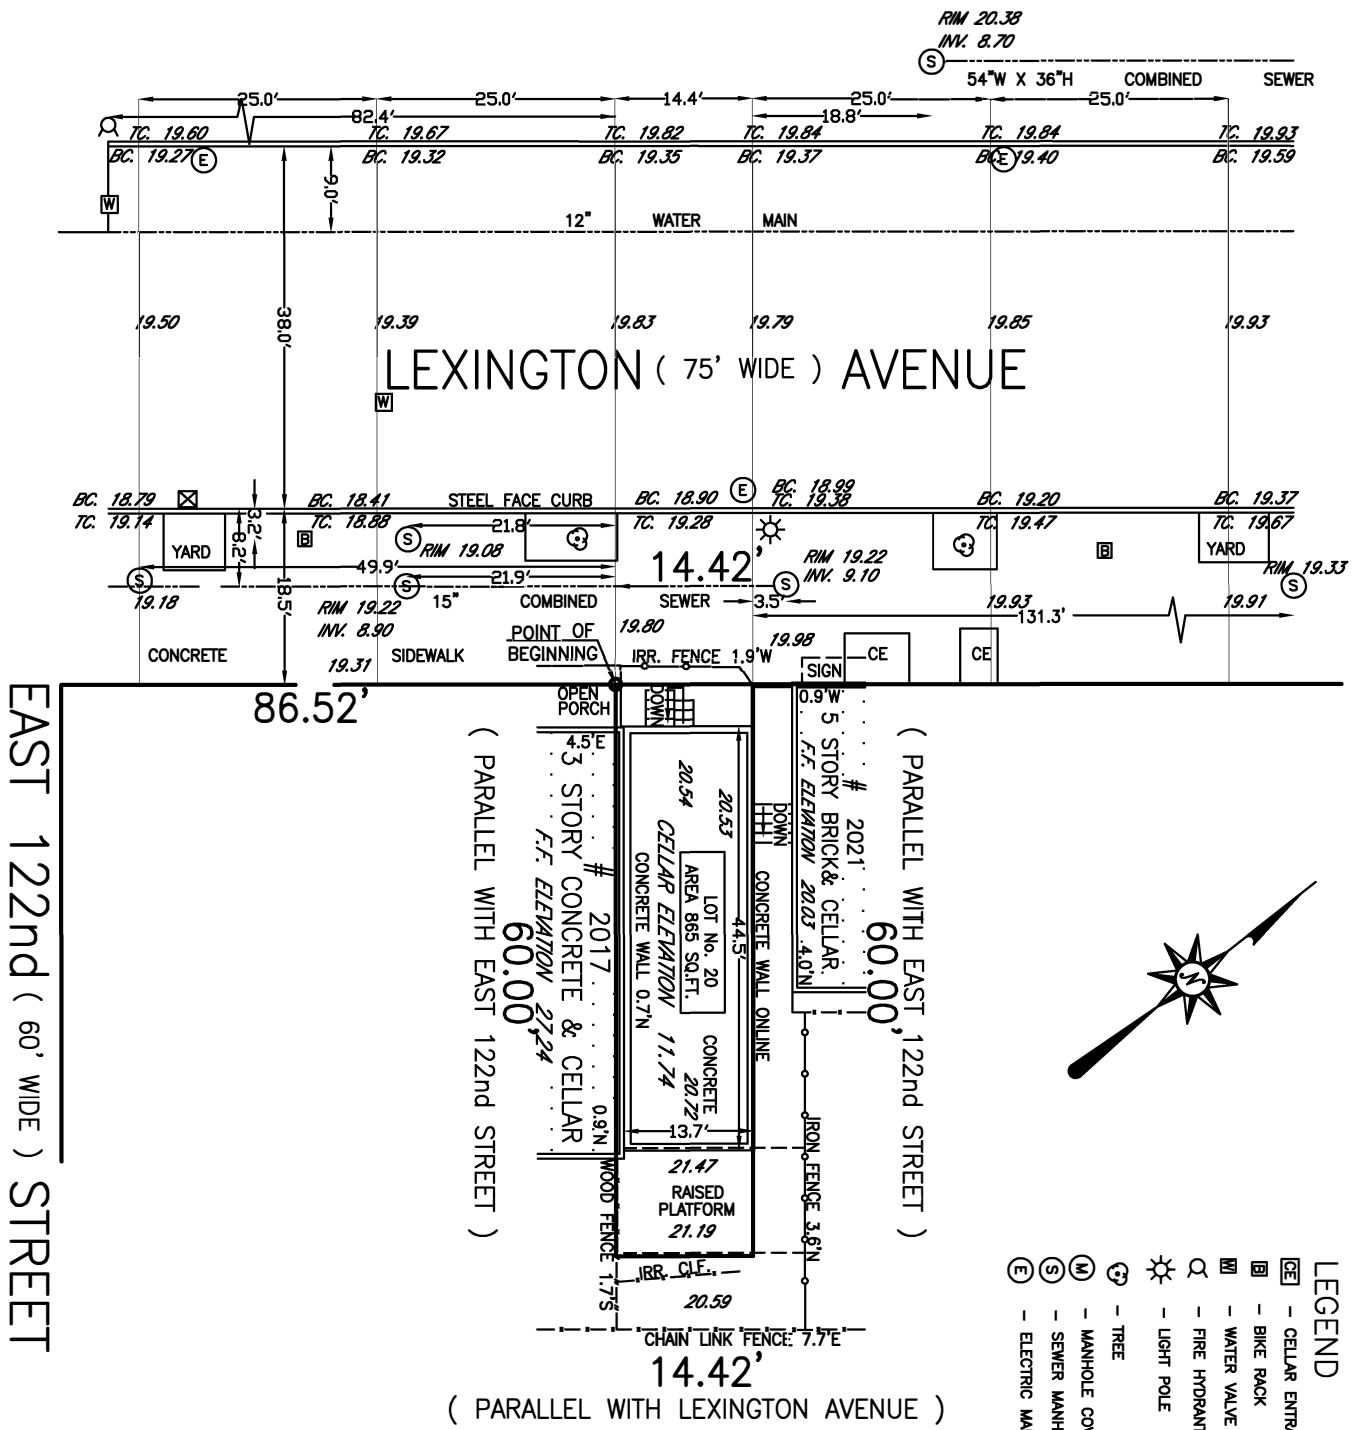 RIM 20.38
INV. 8.70
S
54"W X 36"H COMBINED SEWER
25.0' 25.0' 14.4' 25.0' 25.0'
82.4' 18.8'
TC. 19.60 TC. 19.67 TC. 19.82 TC. 19.84 TC. 19.84 TC. 19.93
BC. 19.27 E BC. 19.32 BC. 19.35 BC. 19.37 BC. E 19.40 BC. 19.59
9.0'
W
12" WATER MAIN
38.0'
19.50 19.39 19.83 19.79 19.85 19.93
LEXINGTON ( 75' WIDE ) AVENUE
W
BC. 18.79 BC. 18.41 STEEL FACE CURB BC. 18.90 E BC. 18.99 BC. 19.20 BC. 19.37
TC. 19.14 TC. 18.88 TC. 19.28 TC. 19.38 TC. 19.47 TC. 19.67
3.2'
8.2'
18.5'
YARD B S 21.8' B YARD
RIM 19.08 14.42' RIM 19.22 RIM 19.33
INV. 9.10
49.9'
S 21.9' S S S
19.18 RIM 19.22 15" COMBINED SEWER 3.5' 19.93 19.91
INV. 8.90 131.3'
POINT OF 19.80 19.98
CONCRETE SIDEWALK BEGINNING IRR. FENCE 1.9'W CE CE
19.31 SIGN
86.52'
OPEN
PORCH
DOWN
0.9'W
4.5'E
EAST 122nd ( 60' WIDE ) STREET
( PARALLEL WITH EAST 122nd STREET )
60.00'
# 2017
3 STORY CONCRETE & CELLAR
F.F. ELEVATION 27.24
0.9'N
WOOD FENCE 1.7'S
CONCRETE WALL 0.7'N
20.54
20.53
CELLAR ELEVATION 11.74
LOT No. 20
AREA 865 SQ.FT.
44.5'
CONCRETE
20.72
13.7'
DOWN
CONCRETE WALL ONLINE
# 2021
5 STORY BRICK& CELLAR
F.F. ELEVATION 20.03
4.0'N
60.00'
( PARALLEL WITH EAST 122nd STREET )
IRON FENCE 3.6'N
N
21.47
RAISED
PLATFORM
21.19
IRR. CLF.
20.59
CHAIN LINK FENCE 7.7'E
14.42'
( PARALLEL WITH LEXINGTON AVENUE )
LEGEND
CE - CELLAR
B - BIKE RACK
W - WATER VALVE
- FIRE HYDRANT
- LIGHT POLE
- TREE
M - MANHOLE
S - SEWER
E - ELECTRIC